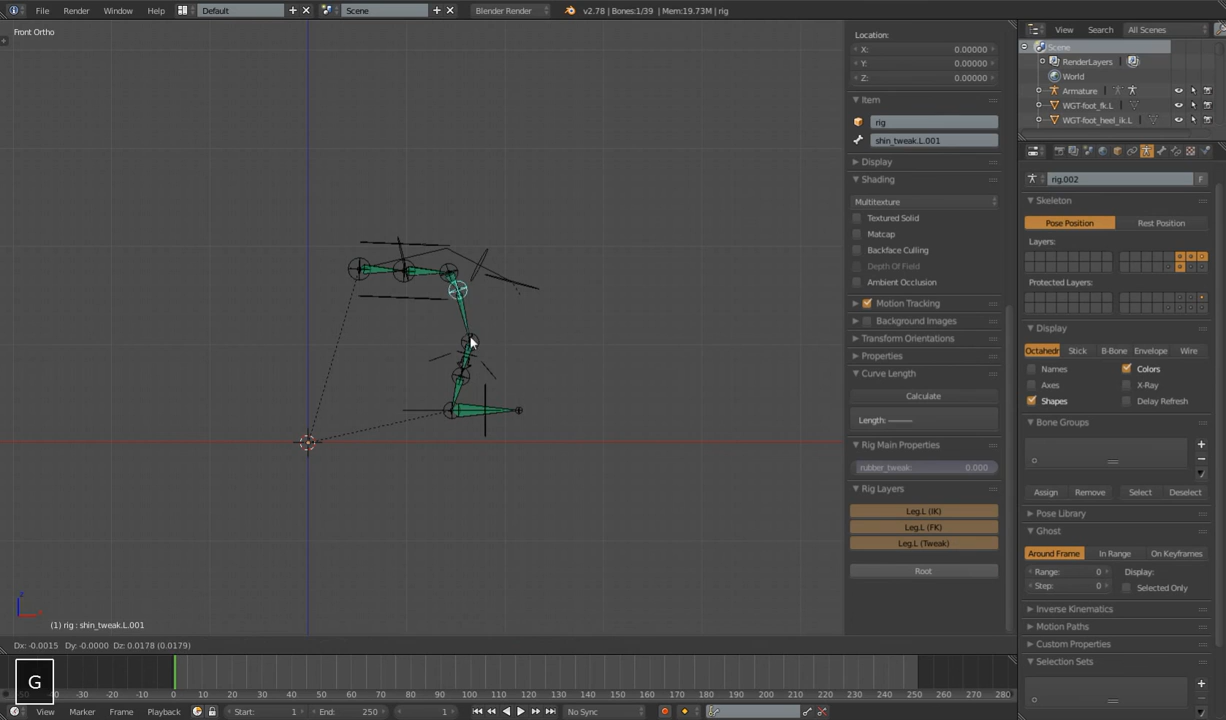 File Render Window Help Default Scene Blender Render v2.78 | Bones:1/39 | Mem:19.73M | rig
Front Ortho
(1) rig : shin_tweak.L.001
Dx: -0.0015 Dy: -0.0000 Dz: 0.0178 (0.0179)
G
Location:
X: 0.00000
Y: 0.00000
Z: 0.00000
Item
rig
shin_tweak.L.001
Display
Shading
Multitexture
Textured Solid
Matcap
Backface Culling
Depth Of Field
Ambient Occlusion
Motion Tracking
Background Images
Transform Orientations
Properties
Curve Length
Calculate
Length: ---------
Rig Main Properties
rubber_tweak: 0.000
Rig Layers
Leg.L (IK)
Leg.L (FK)
Leg.L (Tweak)
Root
View Search All Scenes
Scene
RenderLayers
World
Armature
WGT-foot_fk.L
WGT-foot_heel_ik.L
rig.002 F
Skeleton
Pose Position Rest Position
Layers:
Protected Layers:
Display
Octahedr Stick B-Bone Envelope Wire
Names Colors
Axes X-Ray
Shapes Delay Refresh
Bone Groups
Assign Remove Select Deselect
Pose Library
Ghost
Around Frame In Range On Keyframes
Range: 0 Display:
Step: 0 Selected Only
Inverse Kinematics
Motion Paths
Custom Properties
Selection Sets
-30 -20 -10 0 10 20 30 40 50 60 70 80 90 100 110 120 130 140 150 160 170 180 190 200 210 220 230 240 250 260 270 280
View Marker Frame Playback Start: 1 End: 250 1 No Sync